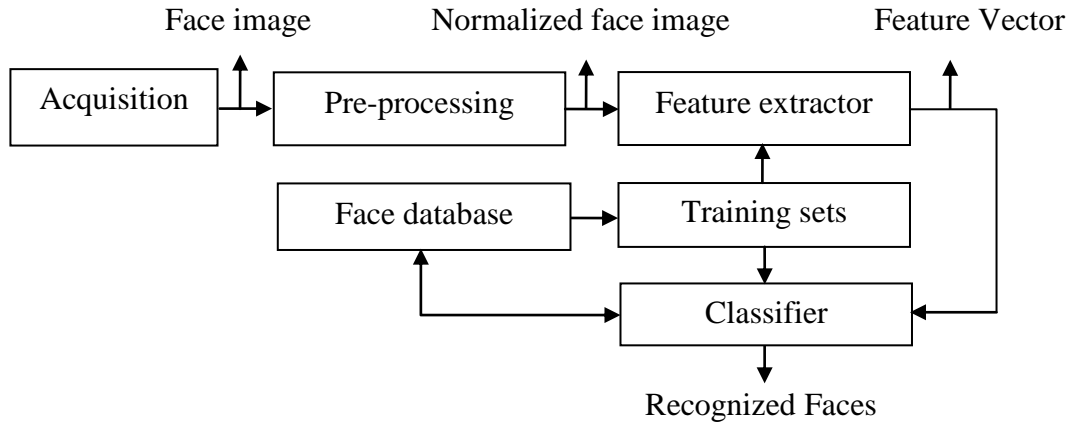 Face image
Normalized face image
Feature Vector
Acquisition
Pre-processing
Feature extractor
Face database
Training sets
Classifier
Recognized Faces